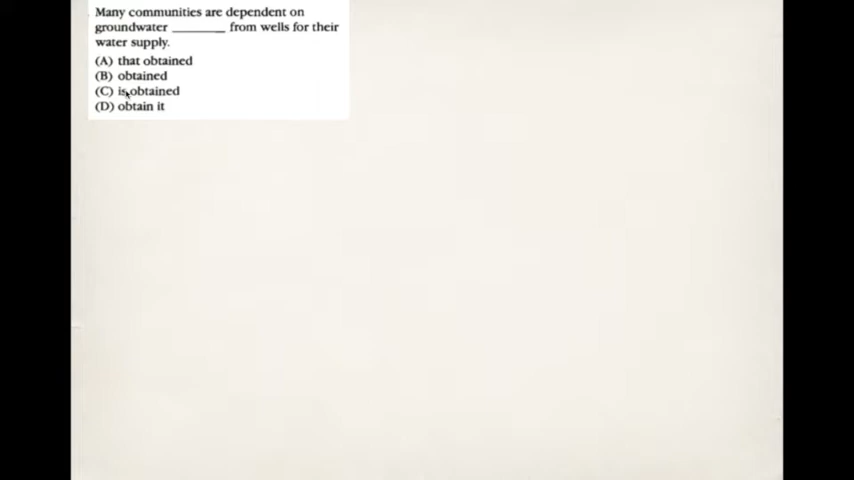 Many communities are dependent on
groundwater ________ from wells for their
water supply.
(A) that obtained
(B) obtained
(C) is obtained
(D) obtain it